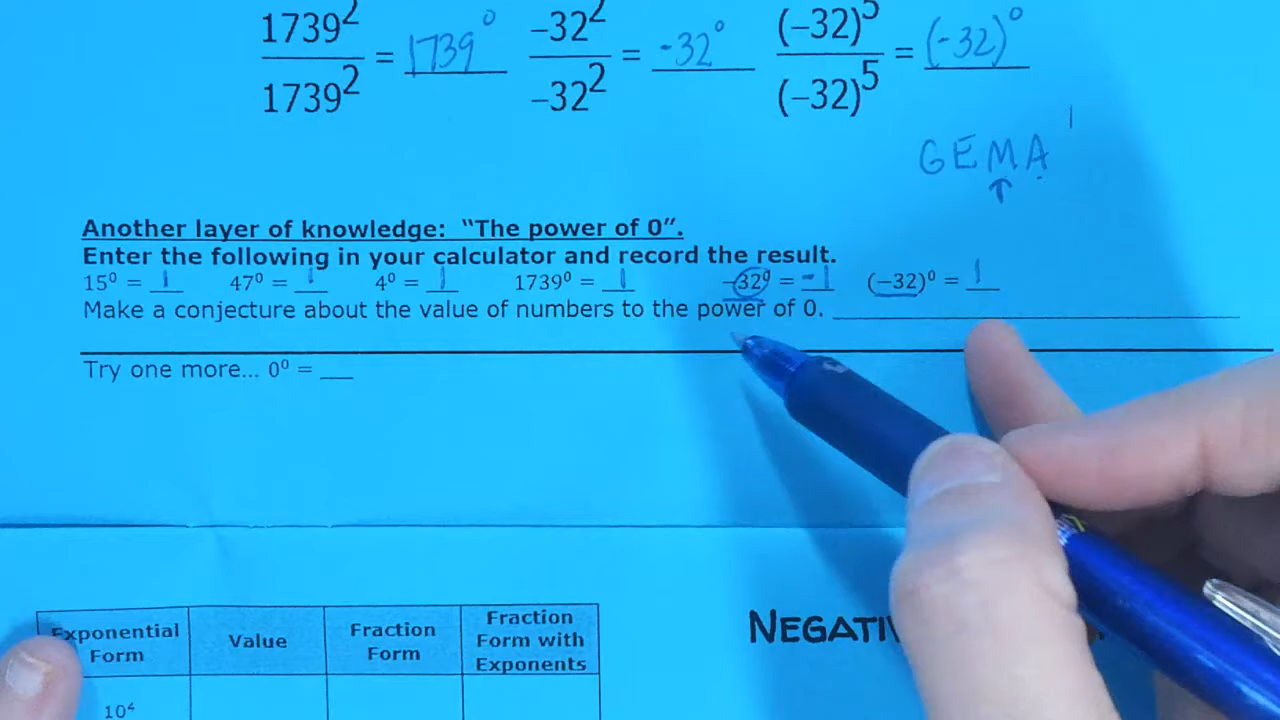 1739² / 1739² = 1739⁰ -32² / -32² = -32⁰ (-32)⁵ / (-32)⁵ = (-32)⁰
GEMA
Another layer of knowledge: “The power of 0”.
Enter the following in your calculator and record the result.
15⁰ = 1 47⁰ = 1 4⁰ = 1 1739⁰ = 1 -32⁰ = -1 (-32)⁰ = 1
Make a conjecture about the value of numbers to the power of 0. ___
Try one more... 0⁰ = ___
Exponential Form Value Fraction Form Fraction Form with Exponents
10⁴